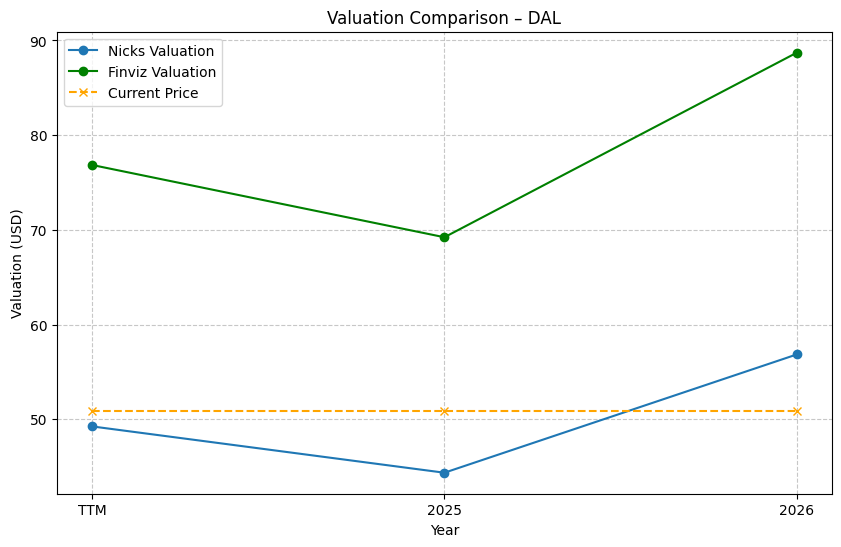 Valuation Comparison – DAL
Nicks Valuation
Finviz Valuation
Current Price
Valuation (USD)
90
80
70
60
50
TTM
2025
2026
Year